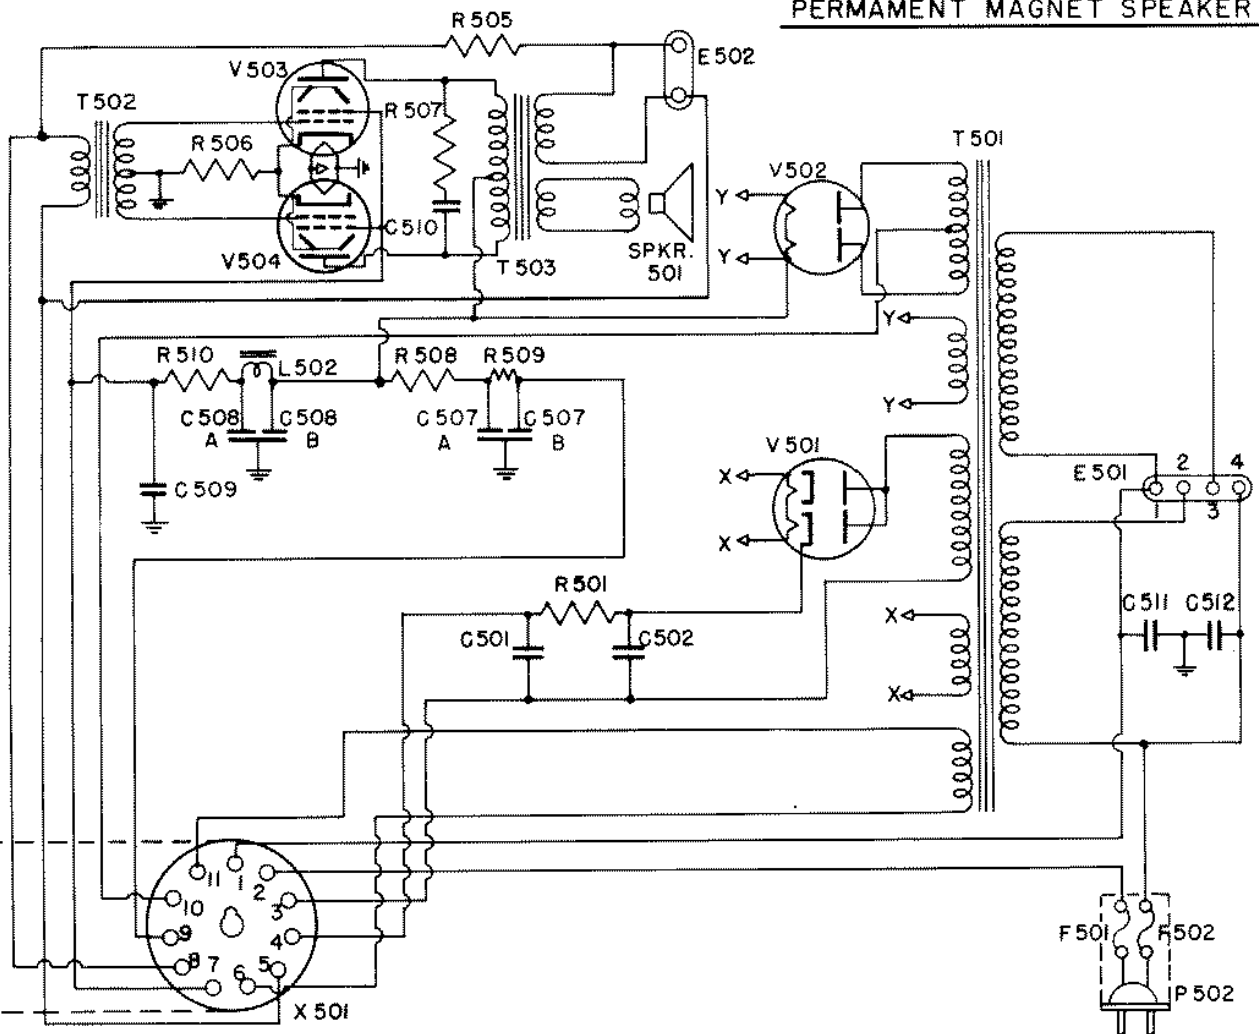 PERMAMENT MAGNET SPEAKER
R505
E502
V503
T502
R507
R506
T501
V502
Y
C510
SPKR.
501
V504
T503
Y
Y
R510
L502
R508
R509
C508
A
C508
B
C507
A
C507
B
Y
V501
E501
2
4
X
C509
3
X
R501
C501
C502
X
C511
C512
X
11
1
2
10
3
9
4
8
7
6
5
X501
F501
F502
P502